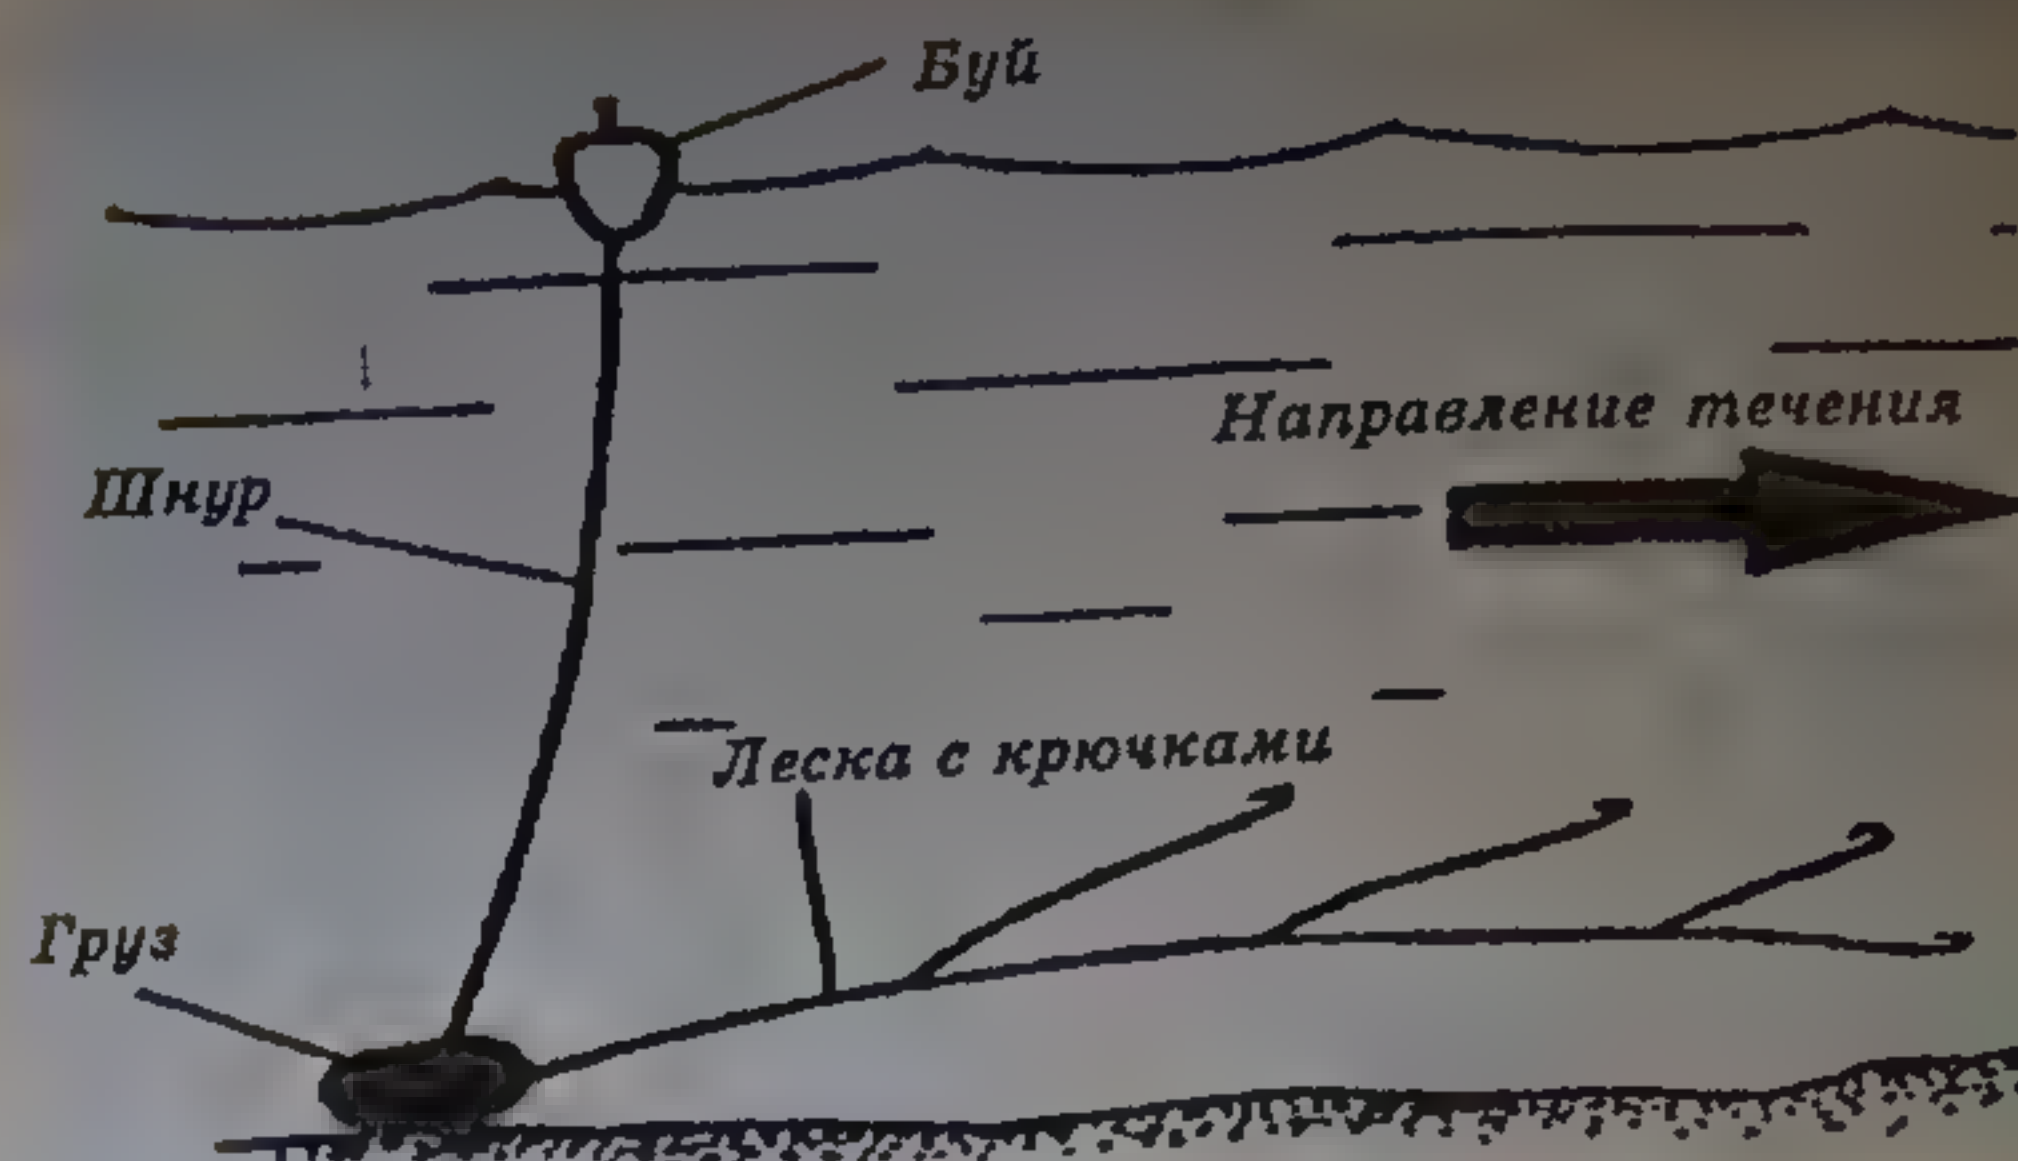 Буй
Направление течения
Шнур
Леска с крючками
Груз